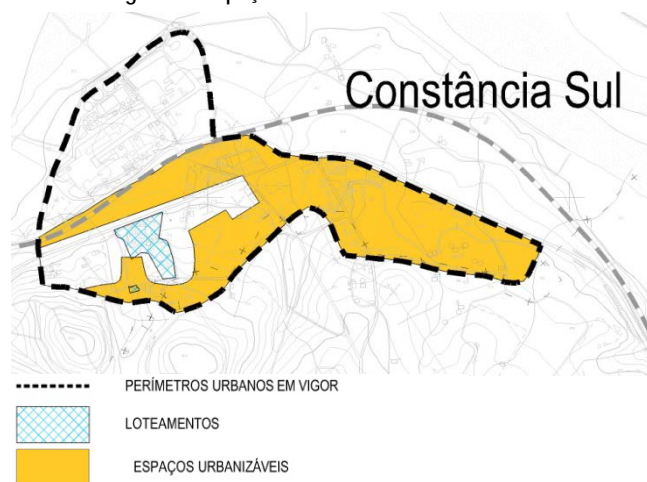 Constância Sul
PERÍMETROS URBANOS EM VIGOR
LOTEAMENTOS
ESPAÇOS URBANIZÁVEIS